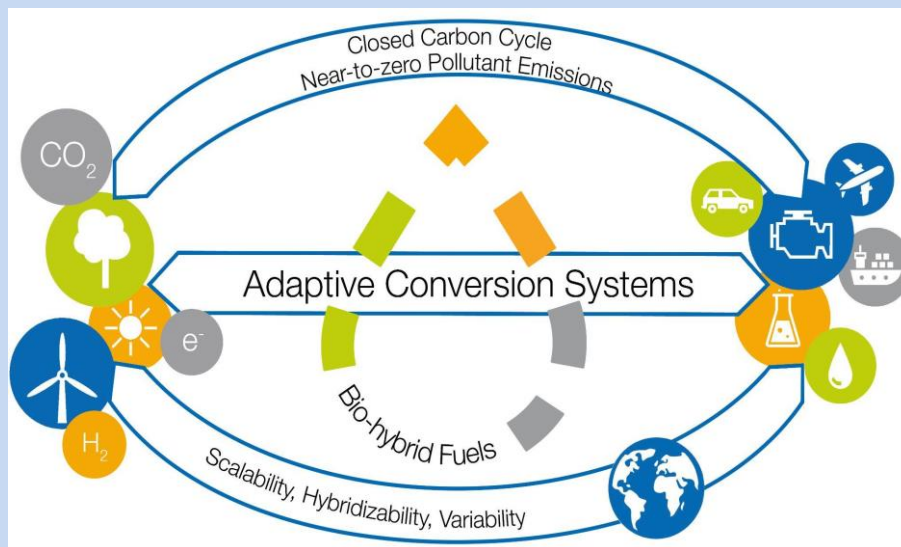 Closed Carbon Cycle
Near-to-zero Pollutant Emissions
CO₂
Adaptive Conversion Systems
e⁻
H₂
Bio-hybrid Fuels
Scalability, Hybridizability, Variability